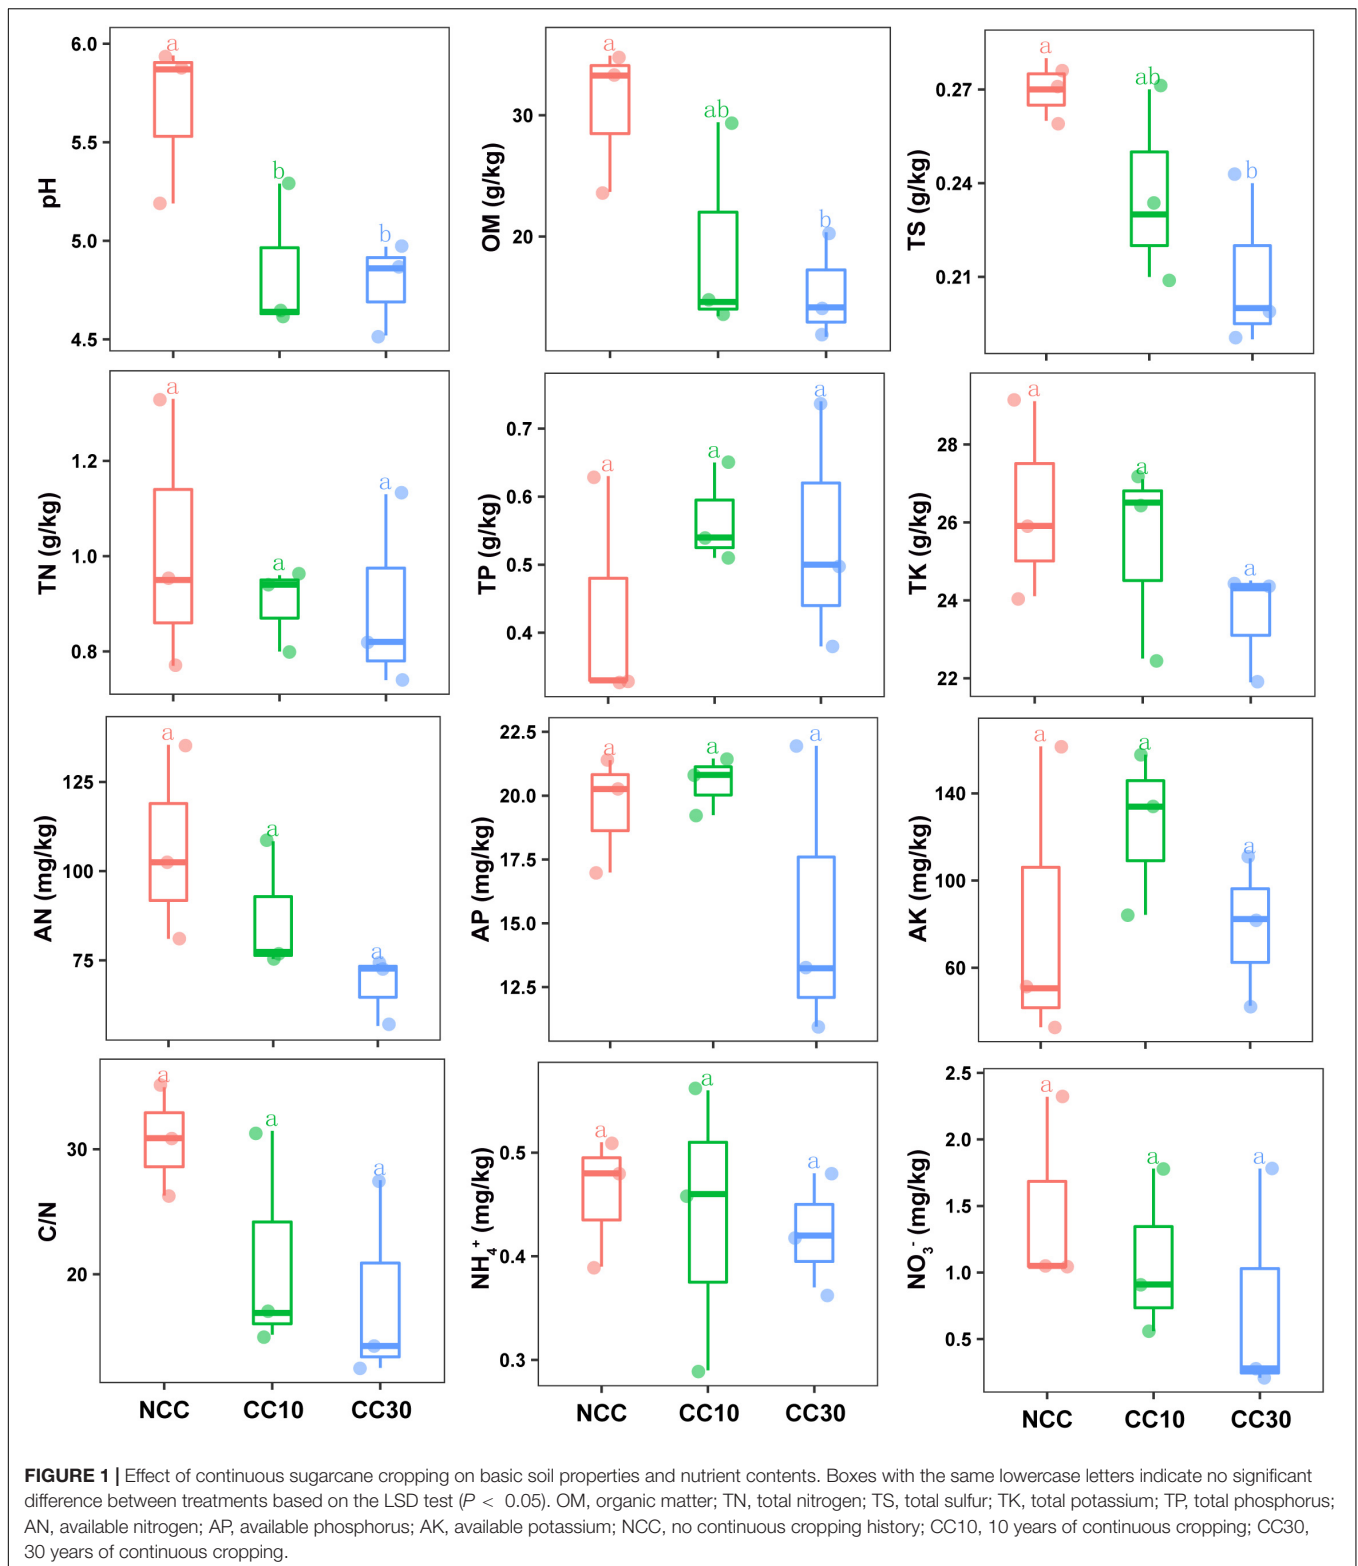 a
6.0
b
5.5
b
5.0
4.5
pH
a
ab
30
b
20
OM (g/kg)
a
ab
0.27
b
0.24
0.21
TS (g/kg)
a
1.2
a
a
1.0
0.8
TN (g/kg)
a
0.7
a
a
0.6
0.5
0.4
TP (g/kg)
a
28
a
26
a
24
22
TK (g/kg)
a
125
a
100
a
75
AN (mg/kg)
22.5
a
a
a
20.0
17.5
15.0
12.5
AP (mg/kg)
a
a
140
a
100
60
AK (mg/kg)
a
a
30
a
20
C/N
a
a
a
0.5
0.4
0.3
NH₄⁺ (mg/kg)
2.5
a
2.0
a
a
1.5
1.0
0.5
NO₃⁻ (mg/kg)
NCC CC10 CC30
NCC CC10 CC30
NCC CC10 CC30
FIGURE 1 | Effect of continuous sugarcane cropping on basic soil properties and nutrient contents. Boxes with the same lowercase letters indicate no significant
difference between treatments based on the LSD test (P < 0.05). OM, organic matter; TN, total nitrogen; TS, total sulfur; TK, total potassium; TP, total phosphorus;
AN, available nitrogen; AP, available phosphorus; AK, available potassium; NCC, no continuous cropping history; CC10, 10 years of continuous cropping; CC30,
30 years of continuous cropping.